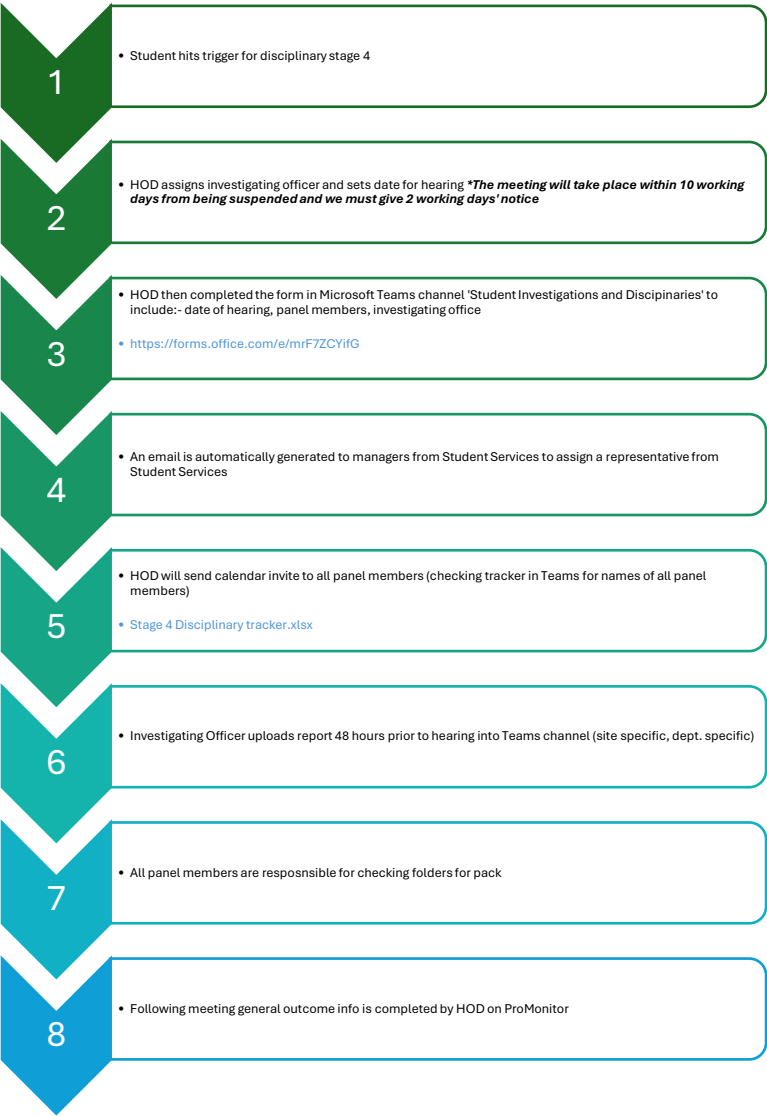 1
• Student hits trigger for disciplinary stage 4
2
• HOD assigns investigating officer and sets date for hearing *The meeting will take place within 10 working
days from being suspended and we must give 2 working days' notice
3
• HOD then completed the form in Microsoft Teams channel 'Student Investigations and Discipinaries' to
include:- date of hearing, panel members, investigating office
• https://forms.office.com/e/mrF7ZCYifG
4
• An email is automatically generated to managers from Student Services to assign a representative from
Student Services
5
• HOD will send calendar invite to all panel members (checking tracker in Teams for names of all panel
members)
• Stage 4 Disciplinary tracker.xlsx
6
• Investigating Officer uploads report 48 hours prior to hearing into Teams channel (site specific, dept. specific)
7
• All panel members are resposnsible for checking folders for pack
8
• Following meeting general outcome info is completed by HOD on ProMonitor